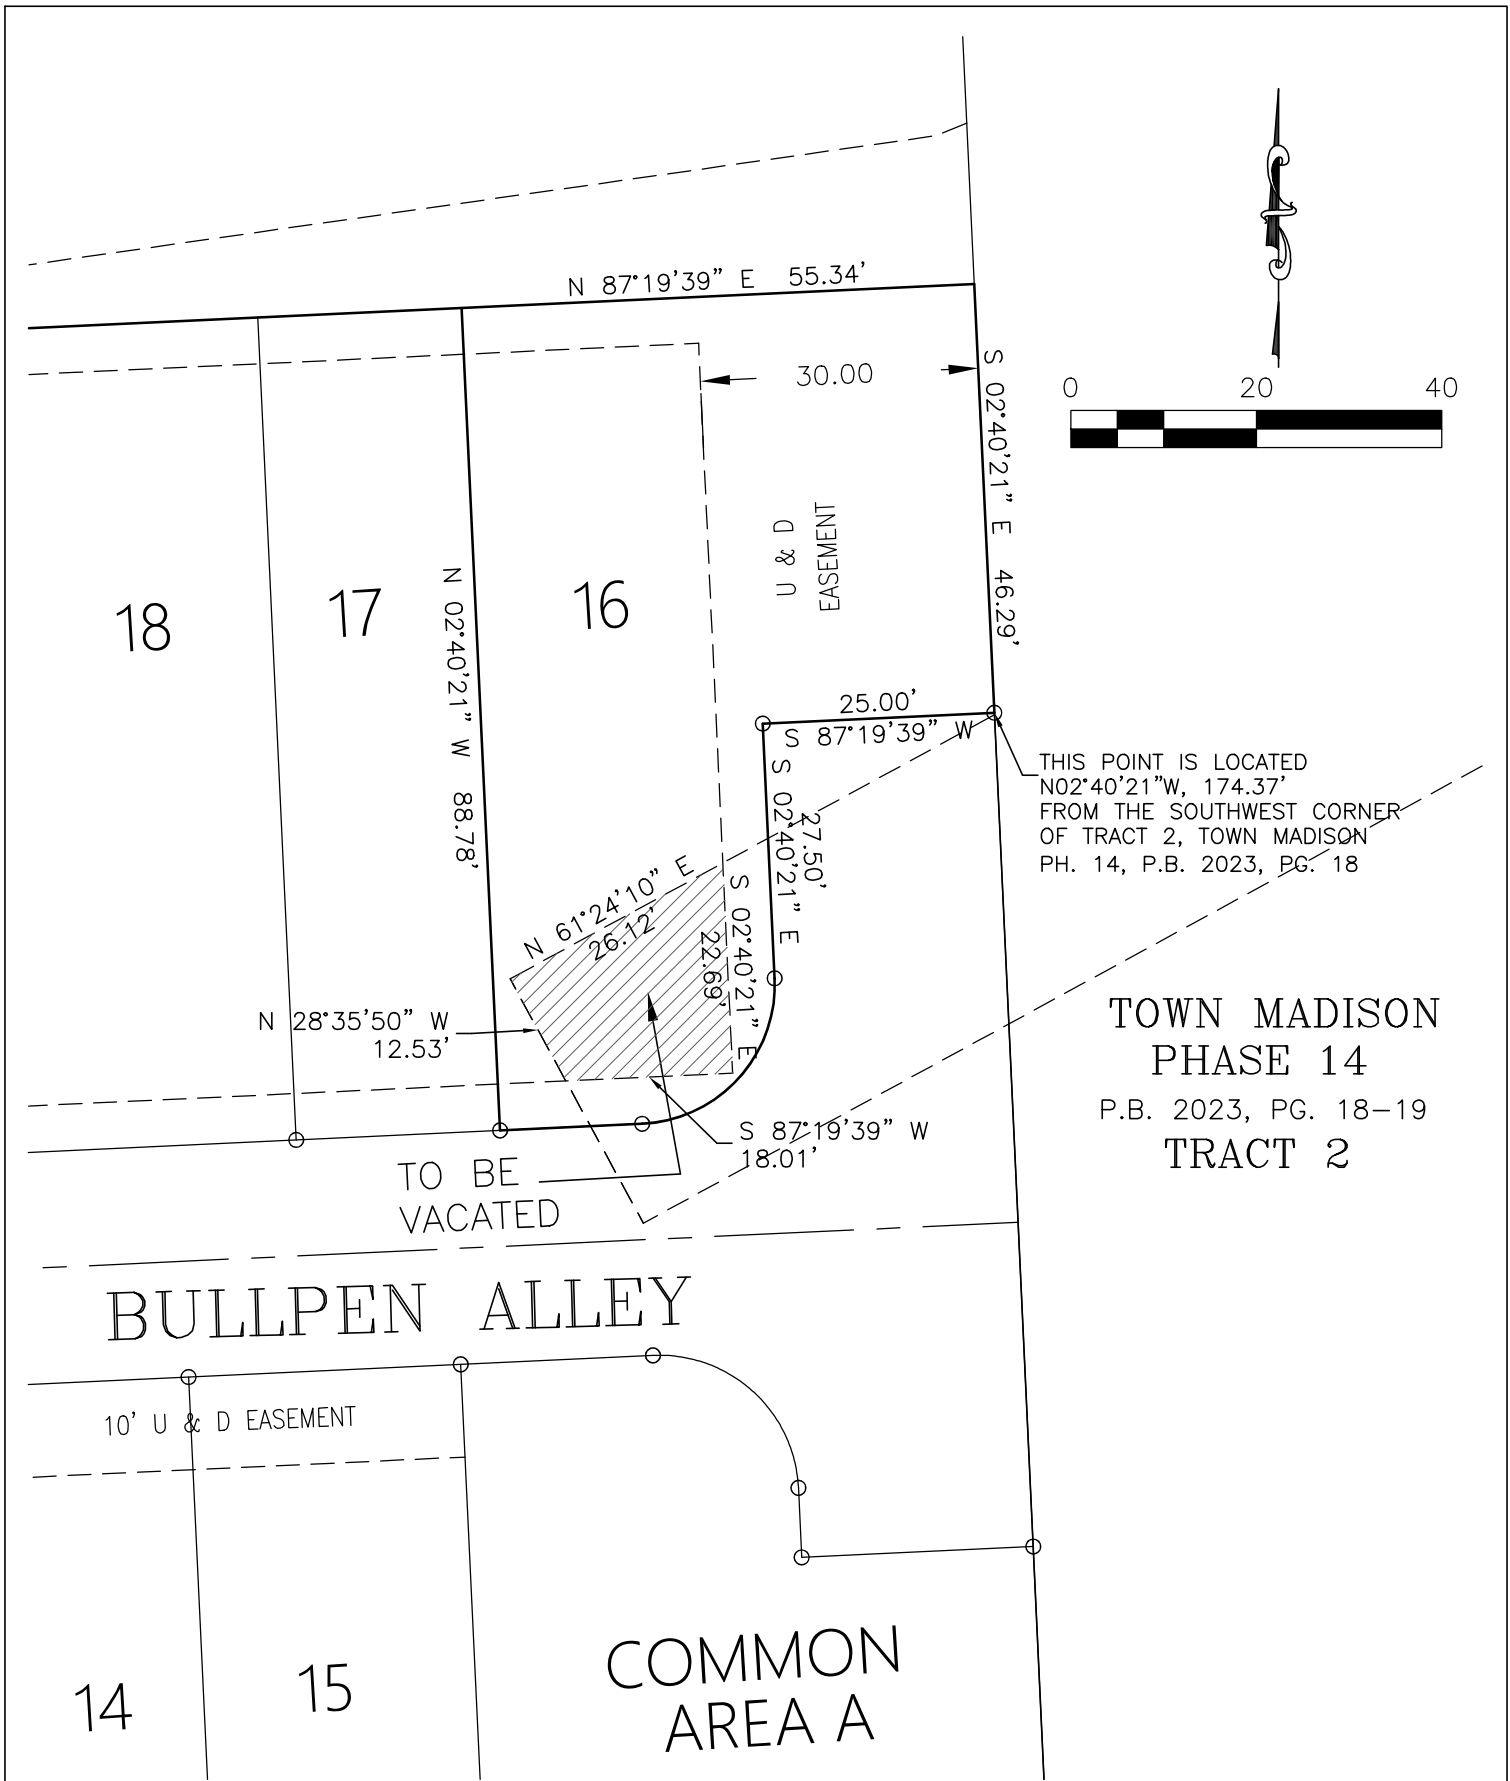 N 87°19'39" E 55.34'
30.00
0 20 40
S 02°40'21" E 46.29'
U & D
EASEMENT
18
17
16
N 02°40'21" W 88.78'
25.00'
S 87°19'39" W
S 02°40'21" E
27.50'
THIS POINT IS LOCATED
N02°40'21"W, 174.37'
FROM THE SOUTHWEST CORNER
OF TRACT 2, TOWN MADISON
PH. 14, P.B. 2023, PG. 18
N 61°24'10" E
26.12'
S 02°40'21" E
22.69'
N 28°35'50" W
12.53'
TOWN MADISON
PHASE 14
P.B. 2023, PG. 18-19
TRACT 2
S 87°19'39" W
18.01'
TO BE
VACATED
BULLPEN ALLEY
10' U & D EASEMENT
14
15
COMMON
AREA A